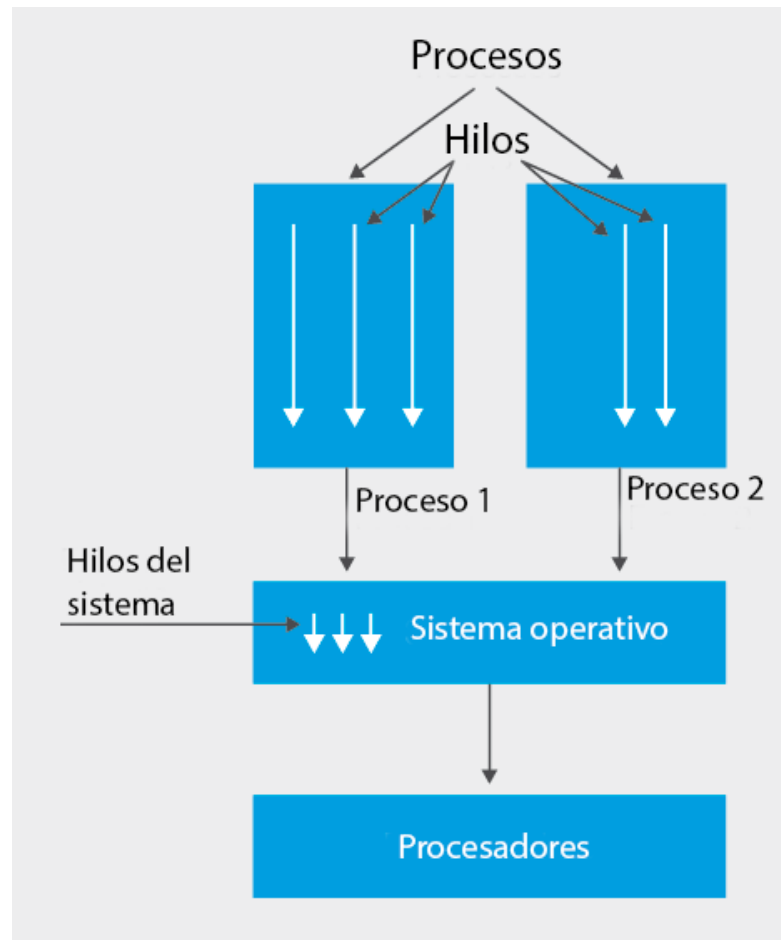 Procesos
Hilos
Proceso 1
Proceso 2
Hilos del
sistema
Sistema operativo
Procesadores